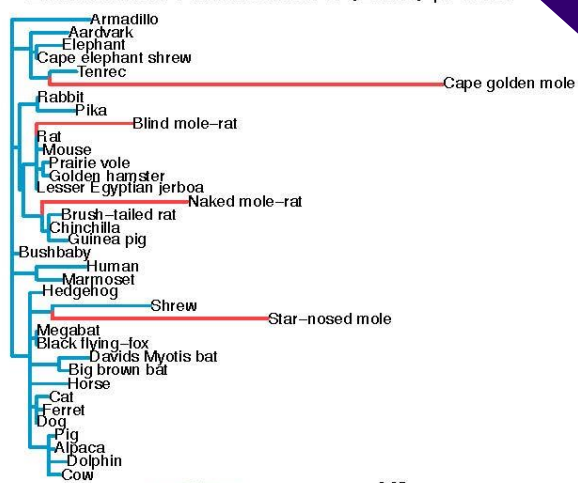 Armadillo
Aardvark
Elephant
Cape elephant shrew
Tenrec
Cape golden mole
Rabbit
Pika
Blind mole-rat
Rat
Mouse
Prairie vole
Golden hamster
Lesser Egyptian jerboa
Naked mole-rat
Brush-tailed rat
Chinchilla
Guinea pig
Bushbaby
Human
Marmoset
Hedgehog
Shrew
Star-nosed mole
Megabat
Black flying-fox
Davids Myotis bat
Big brown bat
Horse
Cat
Ferret
Dog
Pig
Alpaca
Dolphin
Cow